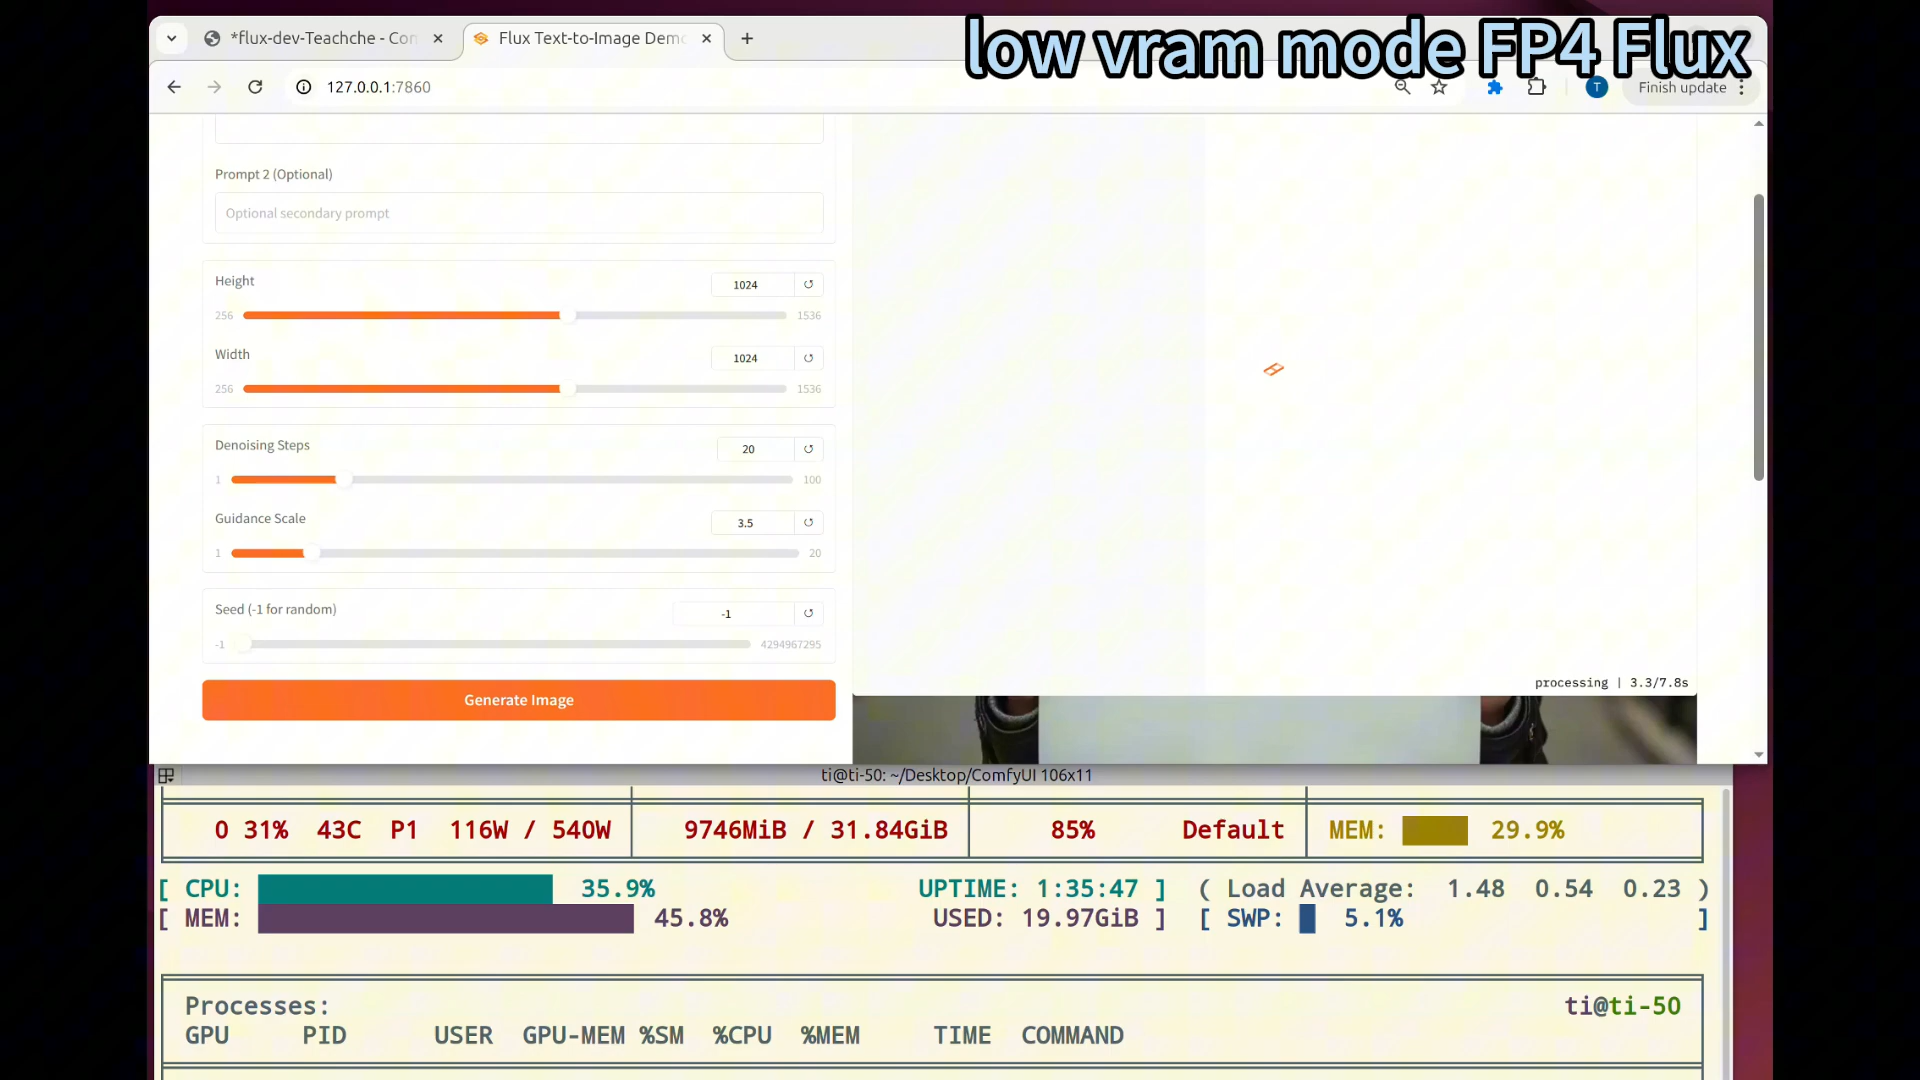 low vram mode FP4 Flux
*flux-dev-Teachche - Con
Flux Text-to-Image Demo
127.0.0.1:7860
T
Finish update
Prompt 2 (Optional)
Optional secondary prompt
Height
1024
256
1536
Width
1024
256
1536
Denoising Steps
20
1
100
Guidance Scale
3.5
1
20
Seed (-1 for random)
-1
-1
4294967295
Generate Image
processing | 3.3/7.8s
ti@ti-50: ~/Desktop/ComfyUI 106x11
0 31% 43C P1 116W / 540W 9746MiB / 31.84GiB 85% Default MEM: 29.9%
[ CPU: 35.9% UPTIME: 1:35:47 ] ( Load Average: 1.48 0.54 0.23 )
[ MEM: 45.8% USED: 19.97GiB ] [ SWP: 5.1% ]
Processes: ti@ti-50
GPU PID USER GPU-MEM %SM %CPU %MEM TIME COMMAND